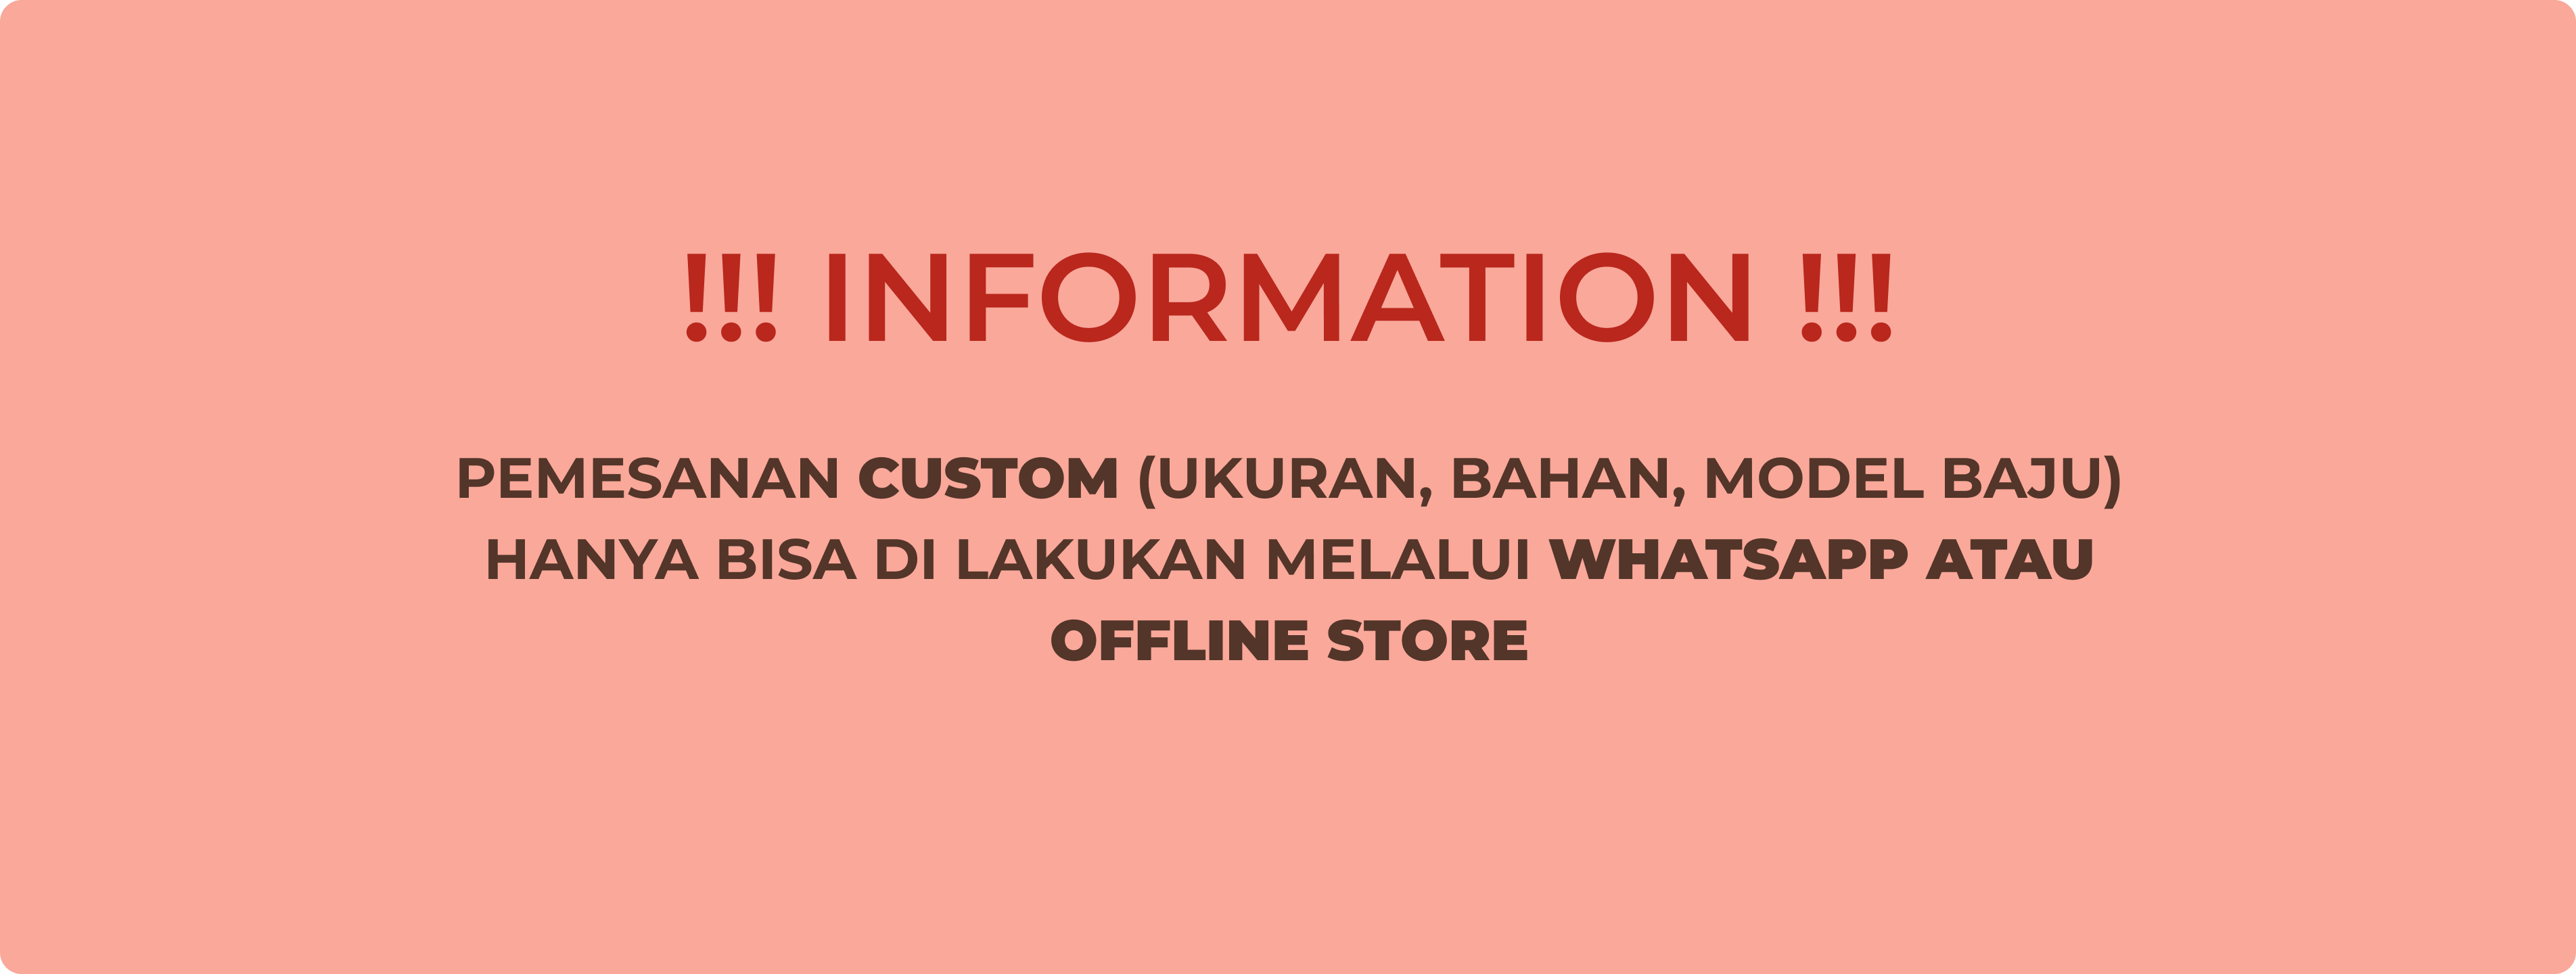 !!! INFORMATION !!!
PEMESANAN CUSTOM (UKURAN, BAHAN, MODEL BAJU)
HANYA BISA DI LAKUKAN MELALUI WHATSAPP ATAU
OFFLINE STORE